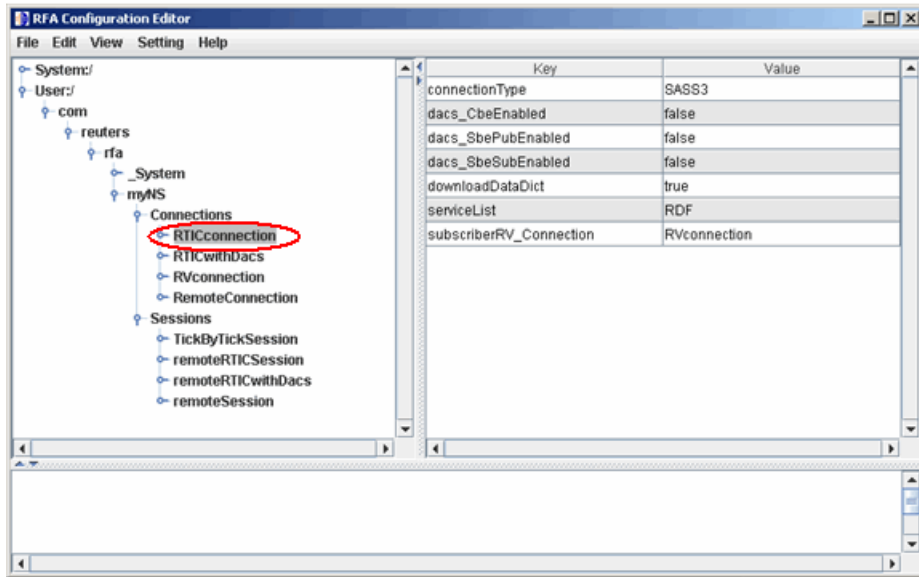 RFA Configuration Editor
File Edit View Setting Help
System:/
User:/
com
reuters
rfa
_System
myNS
Connections
RTICconnection
RTICwithDacs
RVconnection
RemoteConnection
Sessions
TickByTickSession
remoteRTICSession
remoteRTICwithDacs
remoteSession
Key Value
connectionType SASS3
dacs_CbeEnabled false
dacs_SbePubEnabled false
dacs_SbeSubEnabled false
downloadDataDict true
serviceList RDF
subscriberRV_Connection RVconnection